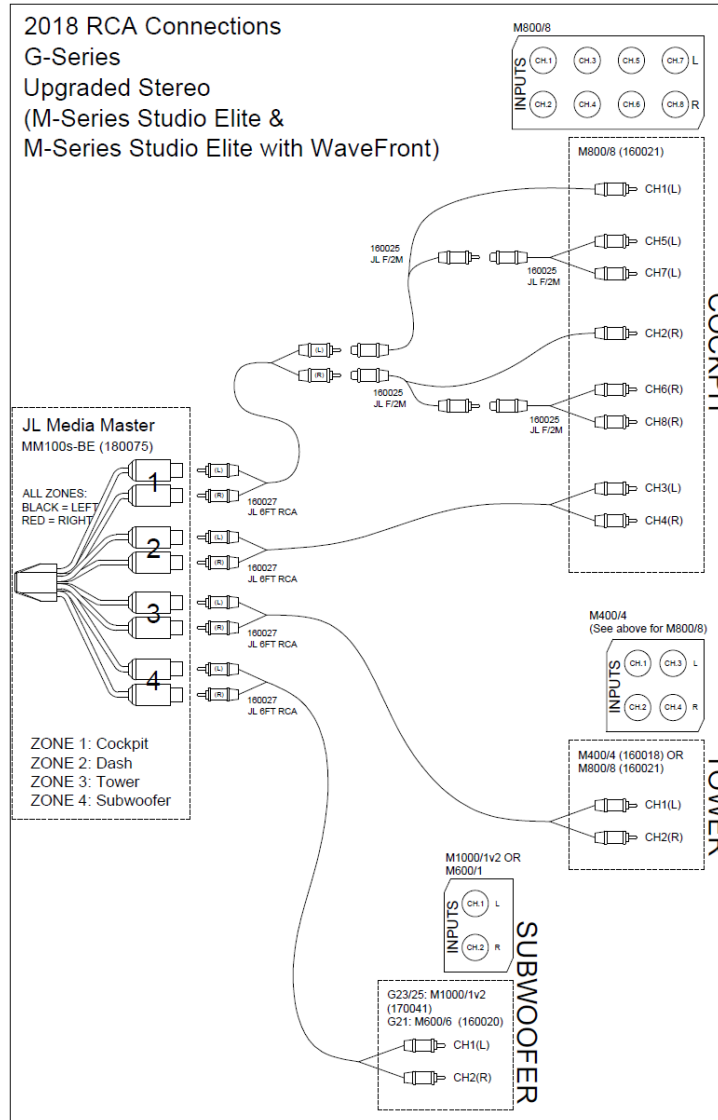 2018 RCA Connections
G-Series
Upgraded Stereo
(M-Series Studio Elite &
M-Series Studio Elite with WaveFront)
M800/8
INPUTS
CH.1 CH.3 CH.5 CH.7 L
CH.2 CH.4 CH.6 CH.8 R
M800/8 (160021)
CH1(L)
160025
JL F/2M
160025
JL F/2M
CH5(L)
CH7(L)
COCKPIT
(L)
(R)
CH2(R)
160025
JL F/2M
160025
JL F/2M
CH6(R)
CH8(R)
CH3(L)
CH4(R)
JL Media Master
MM100s-BE (180075)
ALL ZONES:
BLACK = LEFT
RED = RIGHT
1
(L)
(R)
160027
JL 6FT RCA
2
(L)
(R)
160027
JL 6FT RCA
3
(L)
(R)
160027
JL 6FT RCA
4
(L)
(R)
160027
JL 6FT RCA
ZONE 1: Cockpit
ZONE 2: Dash
ZONE 3: Tower
ZONE 4: Subwoofer
M400/4
(See above for M800/8)
INPUTS
CH.1 CH.3 L
CH.2 CH.4 R
M400/4 (160018) OR
M800/8 (160021)
CH1(L)
CH2(R)
TOWER
M1000/1v2 OR
M600/1
INPUTS
CH.1 L
CH.2 R
SUBWOOFER
G23/25: M1000/1v2
(170041)
G21: M600/6 (160020)
CH1(L)
CH2(R)